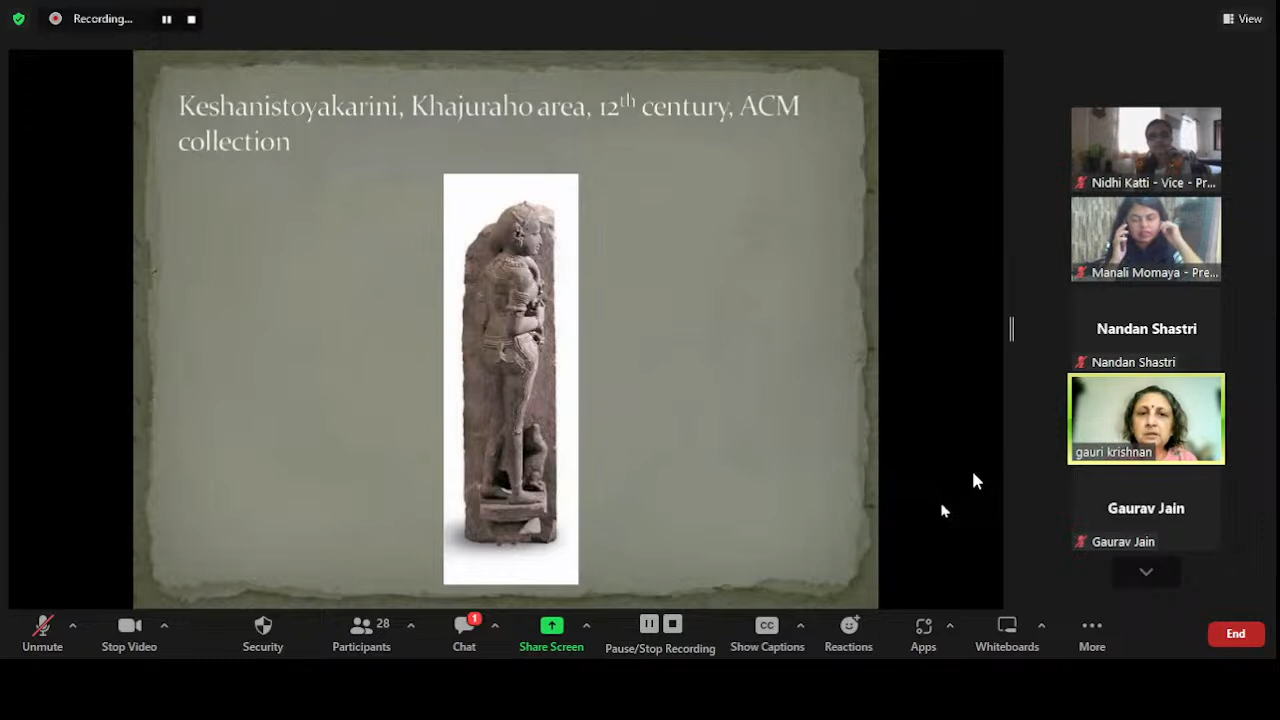 Recording...
View
Keshanistoyakarini, Khajuraho area, 12th century, ACM
collection
Nidhi Katti - Vice - Pr...
Manali Momaya - Pre...
Nandan Shastri
Nandan Shastri
gauri krishnan
Gaurav Jain
Gaurav Jain
Unmute
Stop Video
Security
28
Participants
1
Chat
Share Screen
Pause/Stop Recording
CC
Show Captions
Reactions
Apps
Whiteboards
More
End